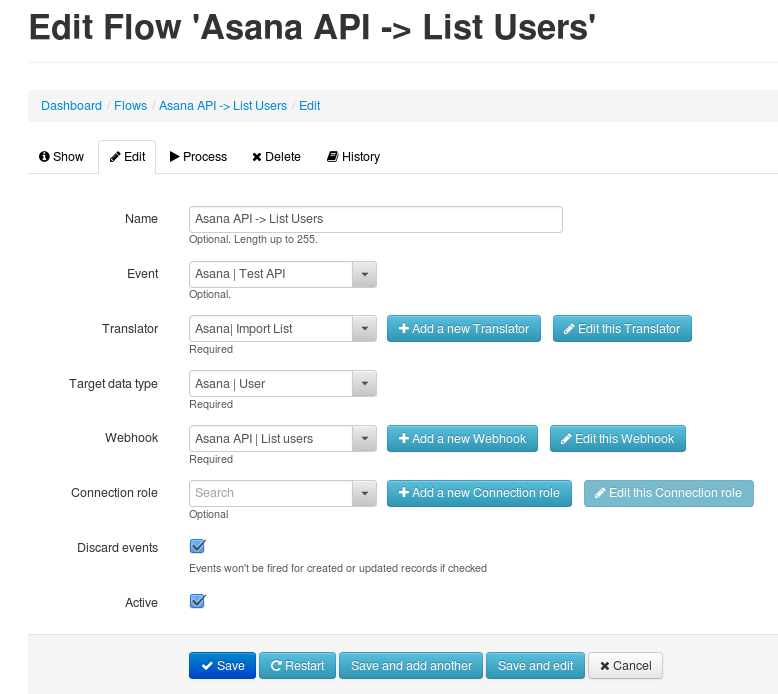 Edit Flow 'Asana API -> List Users'
Dashboard / Flows / Asana API -> List Users / Edit
Show Edit Process Delete History
Name Asana API -> List Users
Optional. Length up to 255.
Event Asana | Test API
Optional.
Translator Asana| Import List Add a new Translator Edit this Translator
Required
Target data type Asana | User
Required
Webhook Asana API | List users Add a new Webhook Edit this Webhook
Required
Connection role Search Add a new Connection role Edit this Connection role
Optional
Discard events
Events won't be fired for created or updated records if checked
Active
Save Restart Save and add another Save and edit Cancel